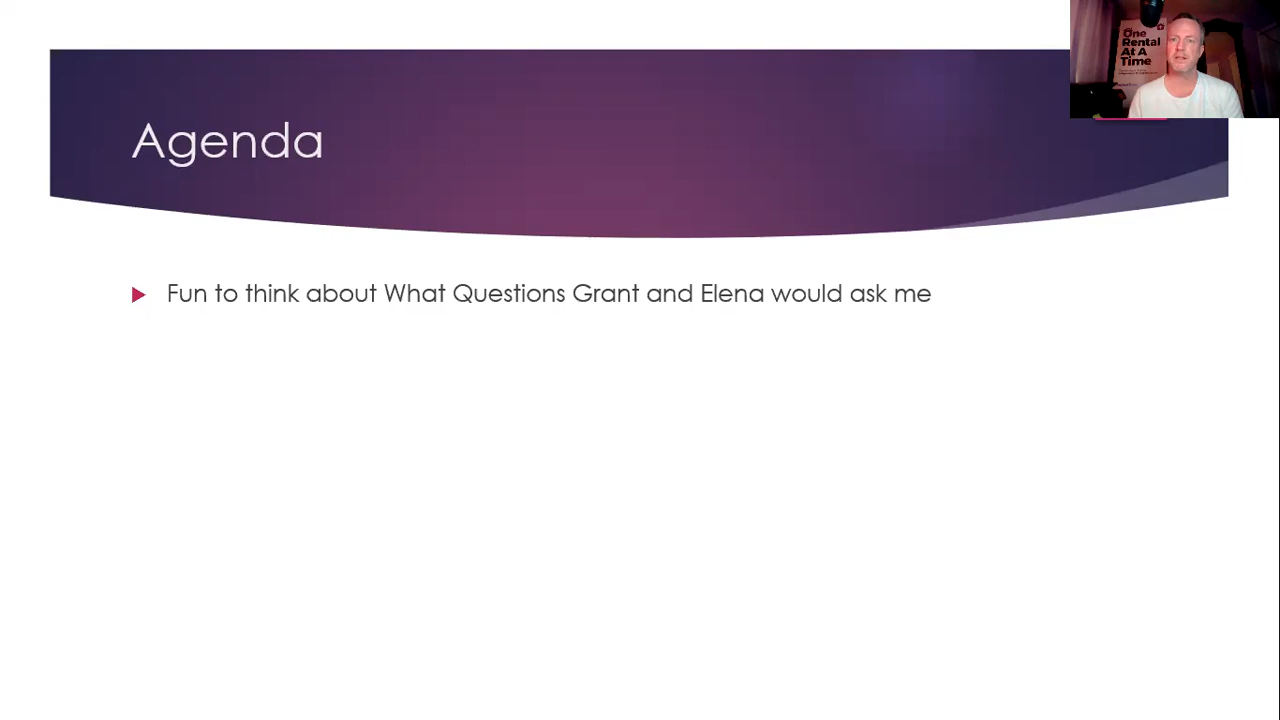 Agenda
Fun to think about What Questions Grant and Elena would ask me
One
Rental
At A
Time